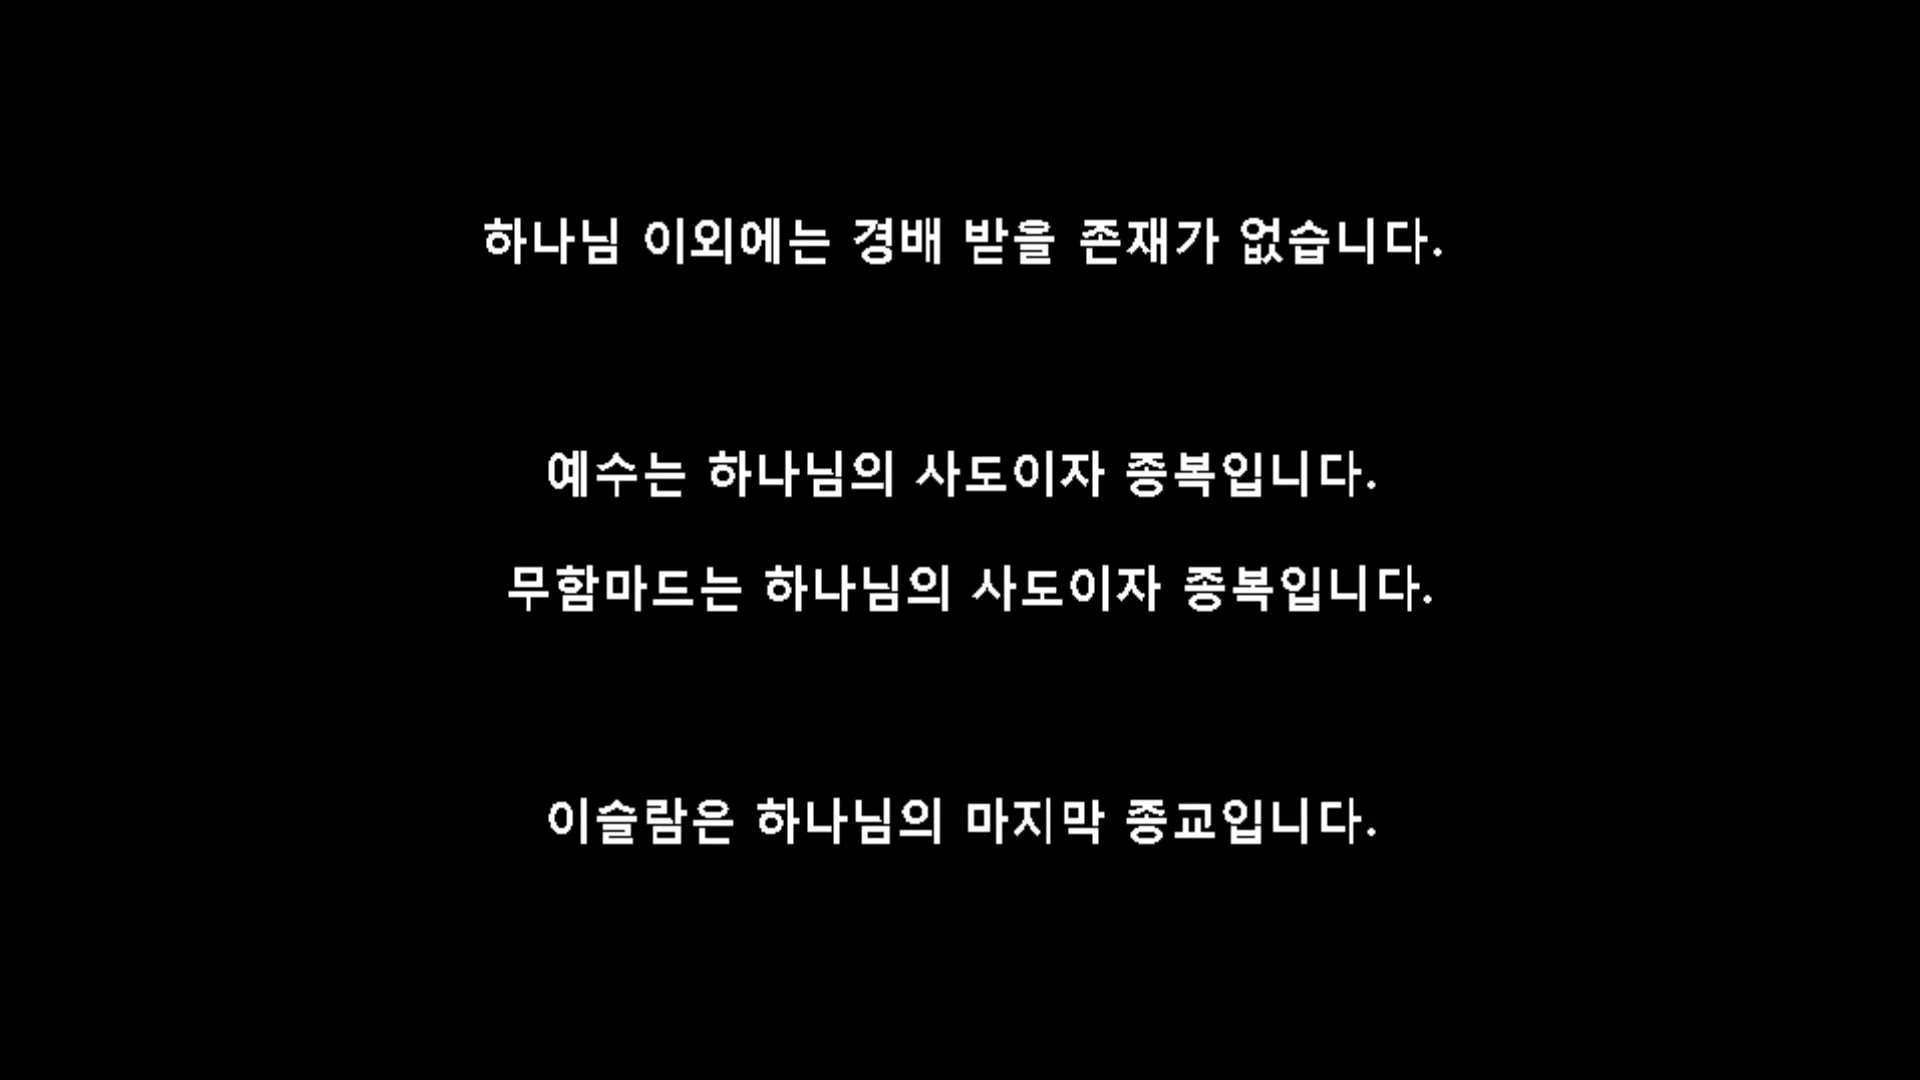 하나님 이외에는 경배 받을 존재가 없습니다.
예수는 하나님의 사도이자 종복입니다.
무함마드는 하나님의 사도이자 종복입니다.
이슬람은 하나님의 마지막 종교입니다.